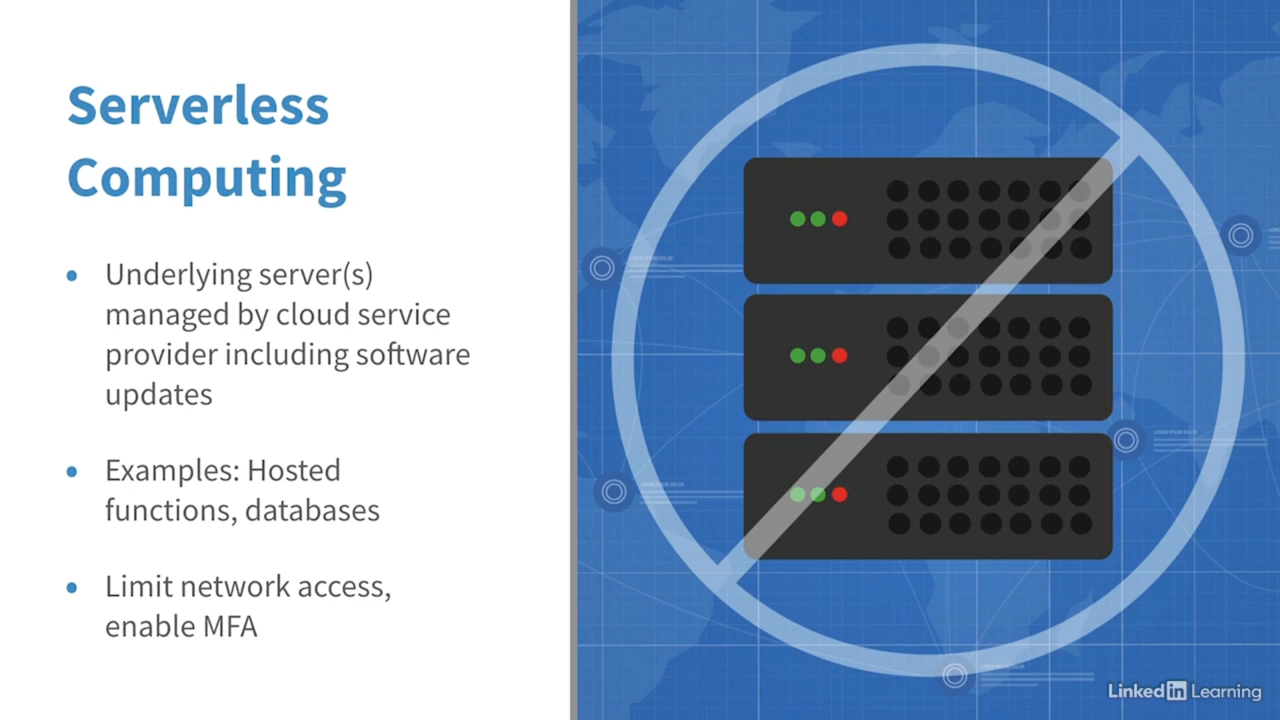 Serverless
Computing
• Underlying server(s)
managed by cloud service
provider including software
updates
• Examples: Hosted
functions, databases
• Limit network access,
enable MFA
LinkedIn Learning